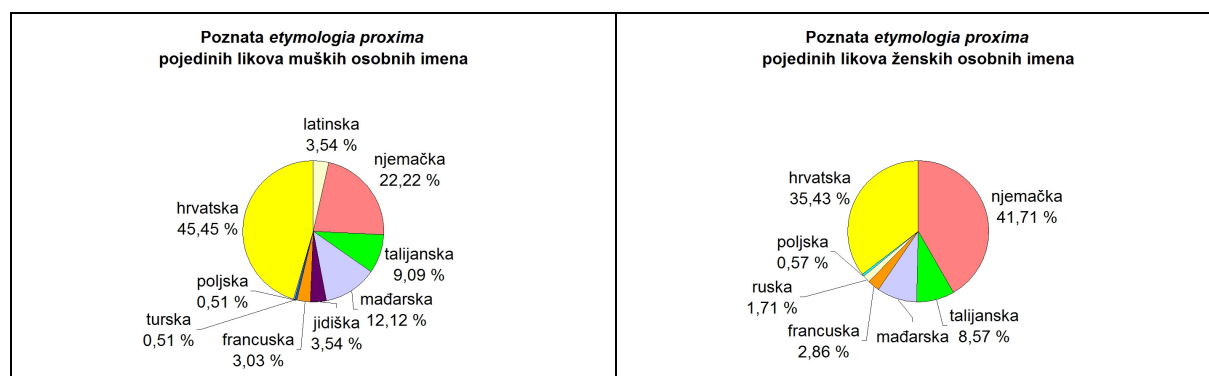 Poznata etymologia proxima
pojedinih likova muških osobnih imena
latinska
3,54 %
njemačka
22,22 %
hrvatska
45,45 %
talijanska
9,09 %
poljska
0,51 %
mađarska
12,12 %
turska
0,51 %
francuska
3,03 %
jidiška
3,54 %
Poznata etymologia proxima
pojedinih likova ženskih osobnih imena
hrvatska
35,43 %
njemačka
41,71 %
poljska
0,57 %
ruska
1,71 %
francuska
2,86 %
mađarska
talijanska
8,57 %